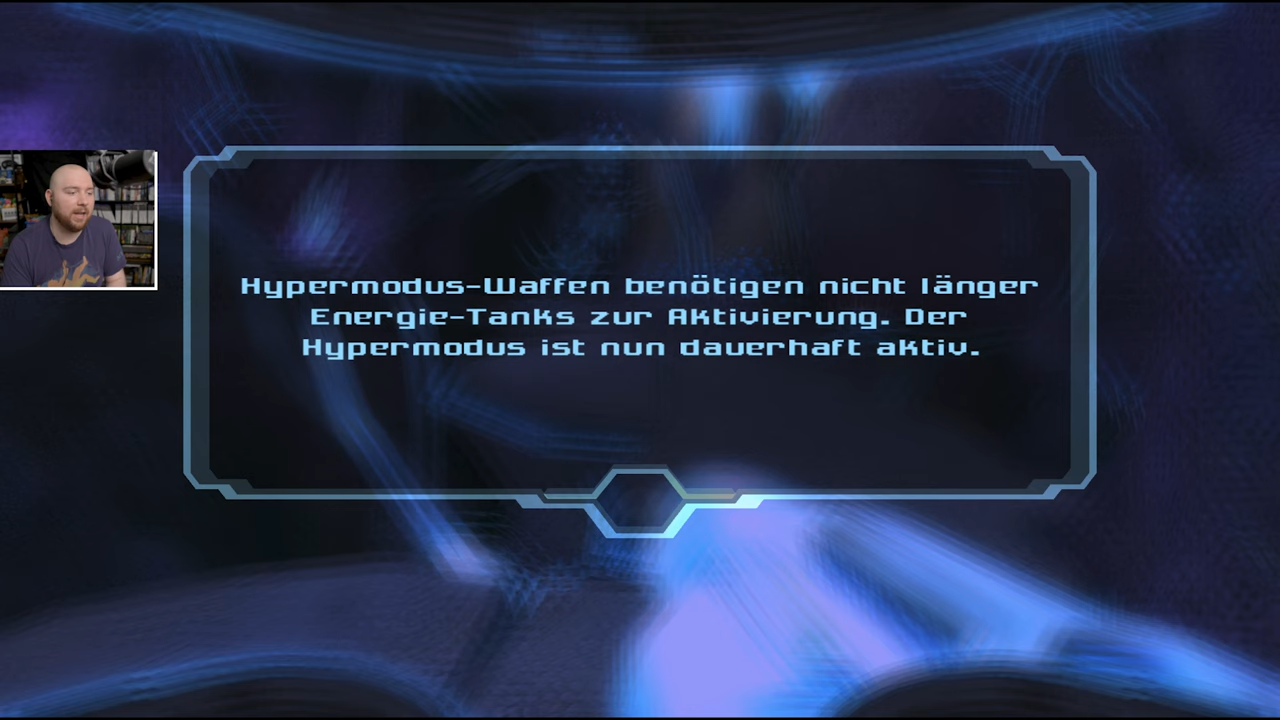 Hypermodus-Waffen benötigen nicht länger
Energie-Tanks zur Aktivierung. Der
Hypermodus ist nun dauerhaft aktiv.